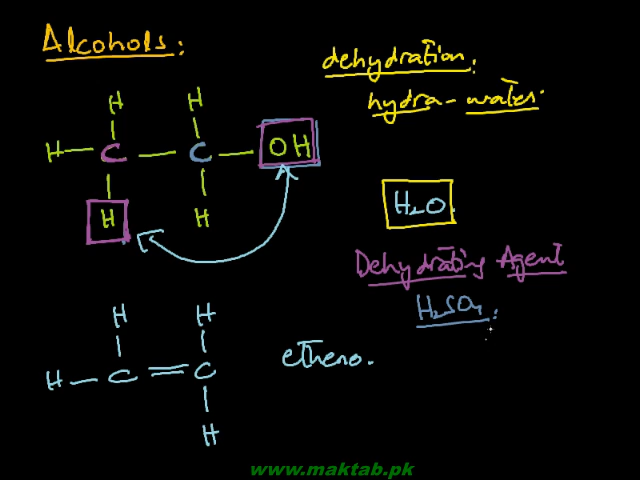 Alcohols:
dehydration:
hydra - water.
H H
H C C OH
H H
H₂O.
Dehydrating Agent
H₂SO₄:
H H
H C C
ethene.
H
www.maktab.pk